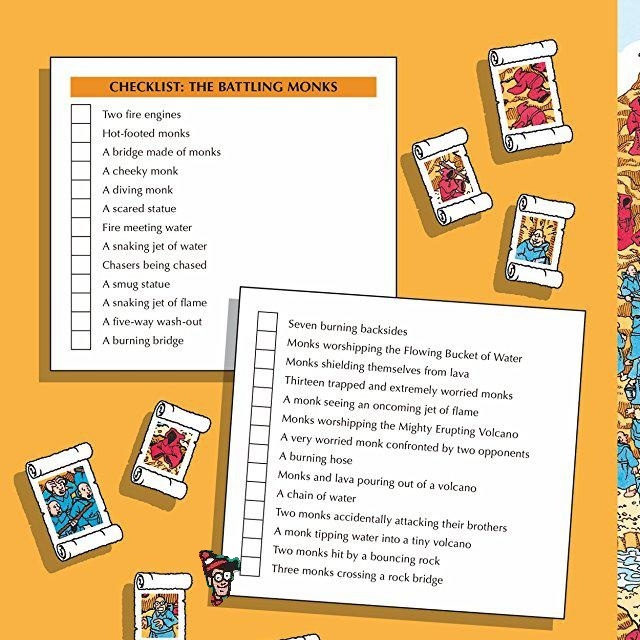 CHECKLIST: THE BATTLING MONKS
Two fire engines
Hot-footed monks
A bridge made of monks
A cheeky monk
A diving monk
A scared statue
Fire meeting water
A snaking jet of water
Chasers being chased
A smug statue
A snaking jet of flame
A five-way wash-out
A burning bridge
Seven burning backsides
Monks worshipping the Flowing Bucket of Water
Monks shielding themselves from lava
Thirteen trapped and extremely worried monks
A monk seeing an oncoming jet of flame
Monks worshipping the Mighty Erupting Volcano
A very worried monk confronted by two opponents
A burning hose
Monks and lava pouring out of a volcano
A chain of water
Two monks accidentally attacking their brothers
A monk tipping water into a tiny volcano
Two monks hit by a bouncing rock
Three monks crossing a rock bridge